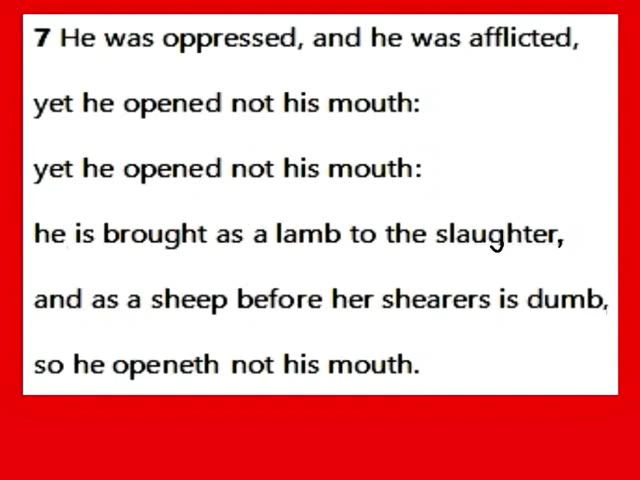 7 He was oppressed, and he was afflicted,
yet he opened not his mouth:
yet he opened not his mouth:
he is brought as a lamb to the slaughter,
and as a sheep before her shearers is dumb,
so he openeth not his mouth.